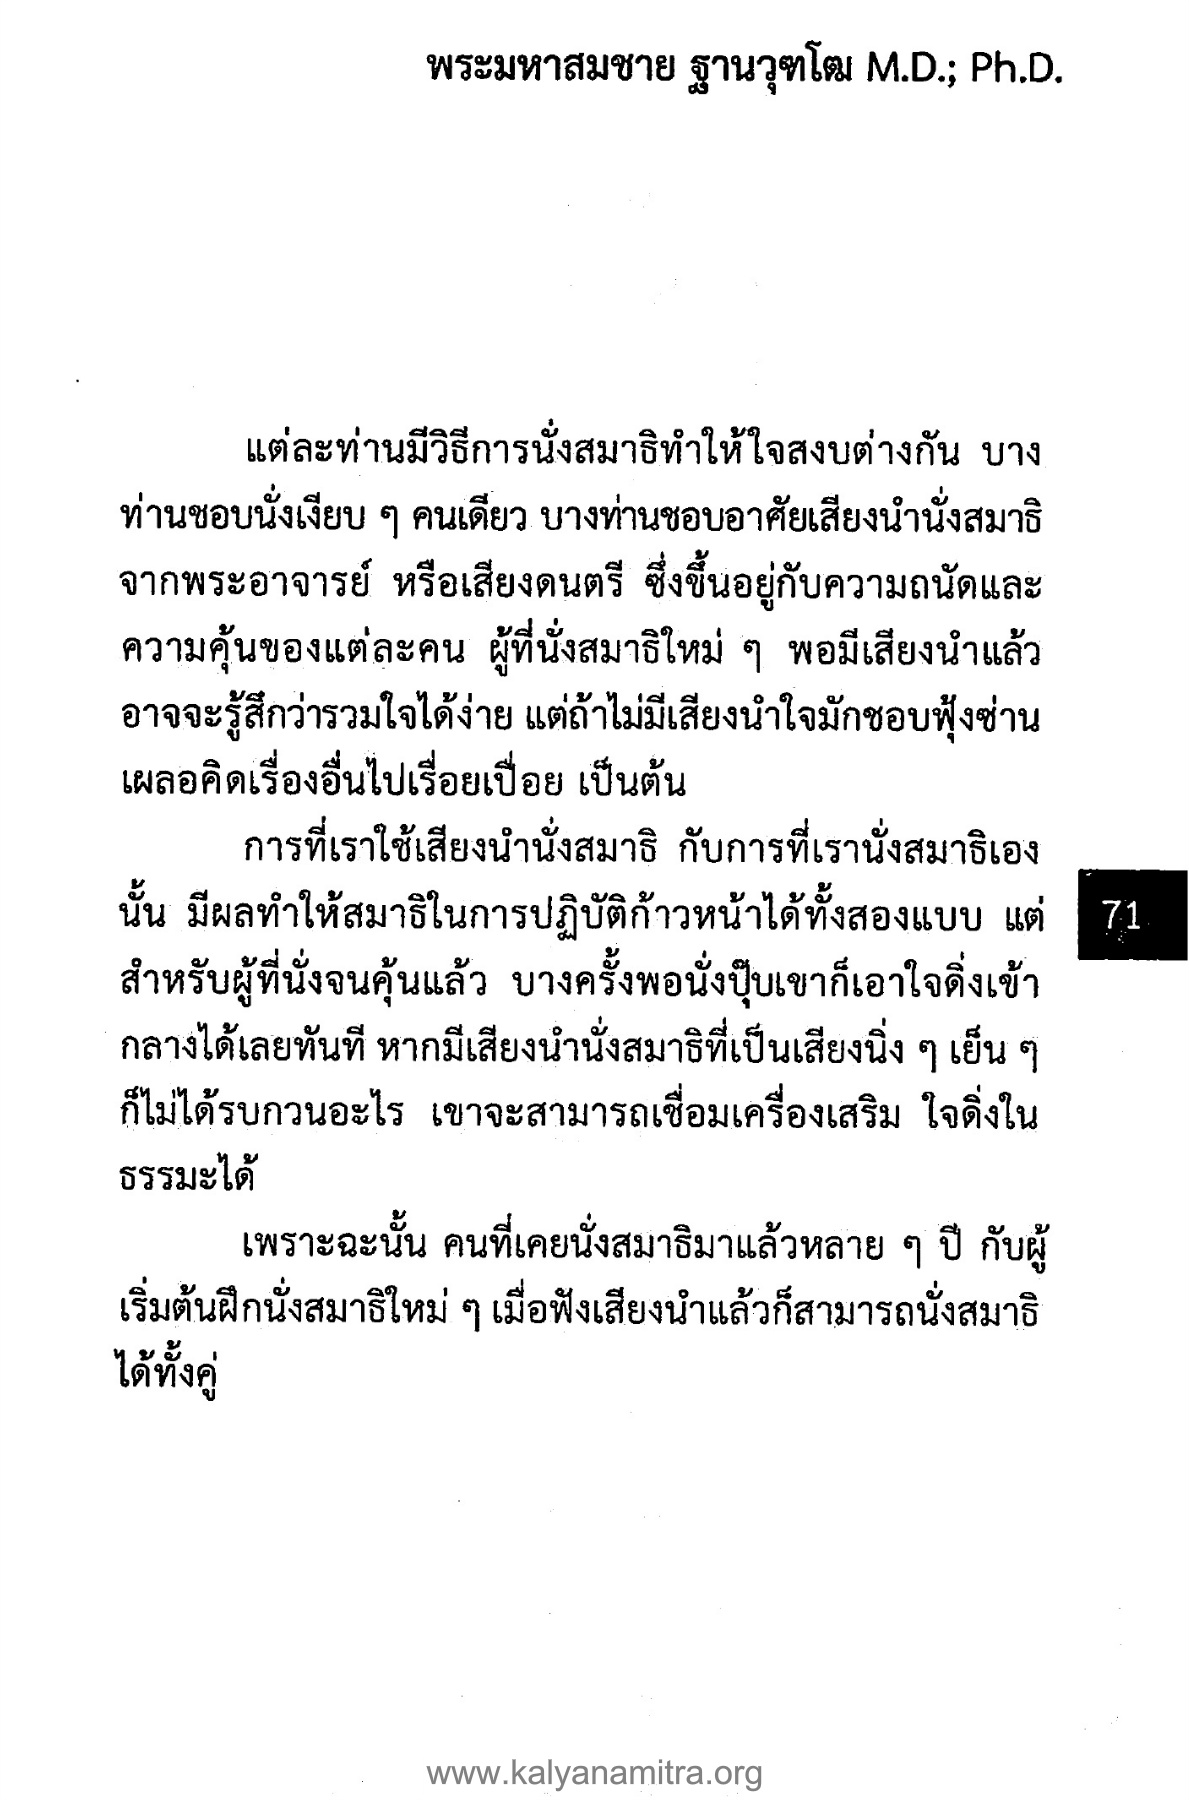 พระมหาสมชาย ฐานวุฑโฒ M.D.; Ph.D.
แต่ละท่านมีวิธีการนั่งสมาธิทำให้ใจสงบต่างกัน บาง
ท่านชอบนั่งเงียบ ๆ คนเดียว บางท่านชอบอาศัยเสียงนำนั่งสมาธิ
จากพระอาจารย์ หรือเสียงดนตรี ซึ่งขึ้นอยู่กับความถนัดและ
ความคุ้นของแต่ละคน ผู้ที่นั่งสมาธิใหม่ ๆ พอมีเสียงนำแล้ว
อาจจะรู้สึกว่ารวมใจได้ง่าย แต่ถ้าไม่มีเสียงนำใจมักชอบฟุ้งซ่าน
เผลอคิดเรื่องอื่นไปเรื่อยเปื่อย เป็นต้น
การที่เราใช้เสียงนำนั่งสมาธิ กับการที่เรานั่งสมาธิเอง
นั้น มีผลทำให้สมาธิในการปฏิบัติก้าวหน้าได้ทั้งสองแบบ แต่
สำหรับผู้ที่นั่งจนคุ้นแล้ว บางครั้งพอนั่งปุ๊บเขาก็เอาใจดิ่งเข้า
กลางได้เลยทันที หากมีเสียงนำนั่งสมาธิที่เป็นเสียงนิ่ง ๆ เย็น ๆ
ก็ไม่ได้รบกวนอะไร เขาจะสามารถเชื่อมเครื่องเสริม ใจดิ่งใน
ธรรมะได้
เพราะฉะนั้น คนที่เคยนั่งสมาธิมาแล้วหลาย ๆ ปี กับผู้
เริ่มต้นฝึกนั่งสมาธิใหม่ ๆ เมื่อฟังเสียงนำแล้วก็สามารถนั่งสมาธิ
ได้ทั้งคู่
71
www.kalyanamitra.org